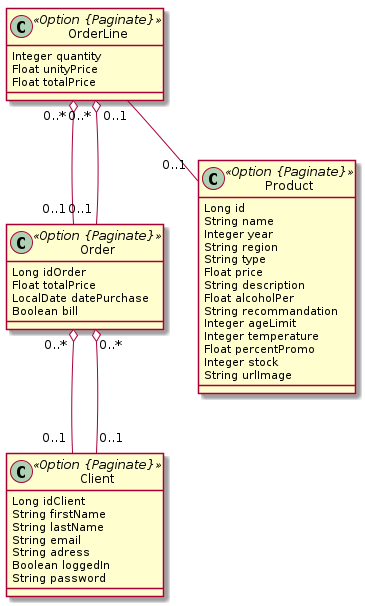 C «Option {Paginate}»
OrderLine
Integer quantity
Float unityPrice
Float totalPrice
0..* 0..* 0..1
0..1
C «Option {Paginate}»
Product
Long id
String name
Integer year
String region
String type
Float price
String description
Float alcoholPer
String recommandation
Integer ageLimit
Integer temperature
Float percentPromo
Integer stock
String urlImage
0..1 0..1
C «Option {Paginate}»
Order
Long idOrder
Float totalPrice
LocalDate datePurchase
Boolean bill
0..* 0..*
0..1 0..1
C «Option {Paginate}»
Client
Long idClient
String firstName
String lastName
String email
String adress
Boolean loggedIn
String password